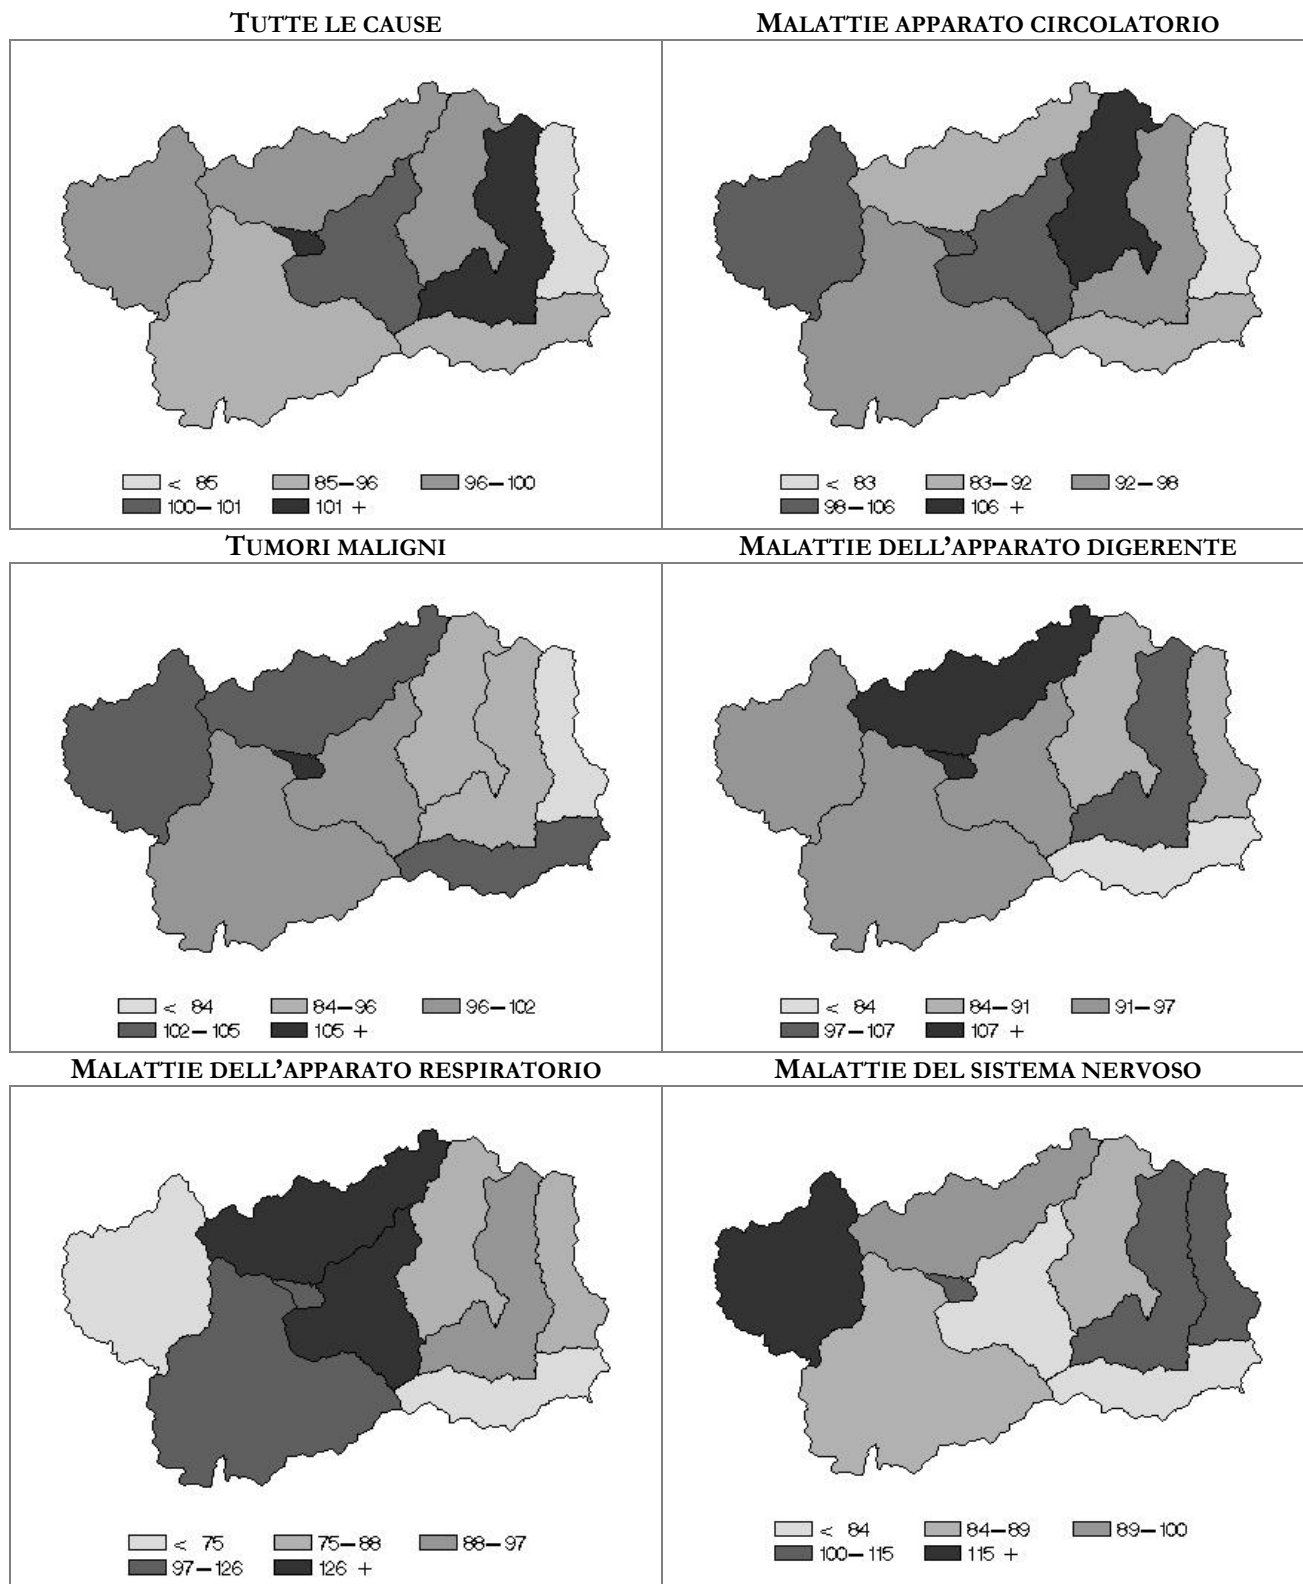 TUTTE LE CAUSE
MALATTIE APPARATO CIRCOLATORIO
< 85 85–96 96–100
100–101 101 +
< 83 83–92 92–98
98–106 106 +
TUMORI MALIGNI
MALATTIE DELL'APPARATO DIGERENTE
< 84 84–96 96–102
102–105 105 +
< 84 84–91 91–97
97–107 107 +
MALATTIE DELL'APPARATO RESPIRATORIO
MALATTIE DEL SISTEMA NERVOSO
< 75 75–88 88–97
97–126 126 +
< 84 84–89 89–100
100–115 115 +